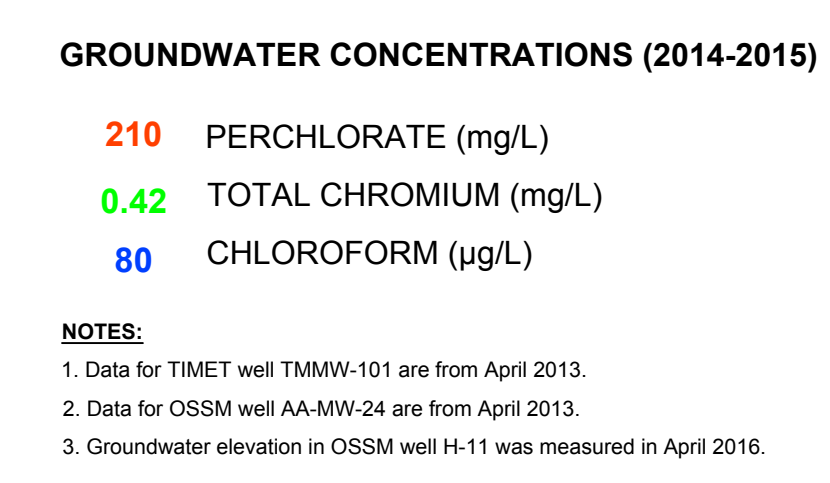 GROUNDWATER CONCENTRATIONS (2014-2015)
210 PERCHLORATE (mg/L)
0.42 TOTAL CHROMIUM (mg/L)
80 CHLOROFORM (µg/L)
NOTES:
1. Data for TIMET well TMMW-101 are from April 2013.
2. Data for OSSM well AA-MW-24 are from April 2013.
3. Groundwater elevation in OSSM well H-11 was measured in April 2016.